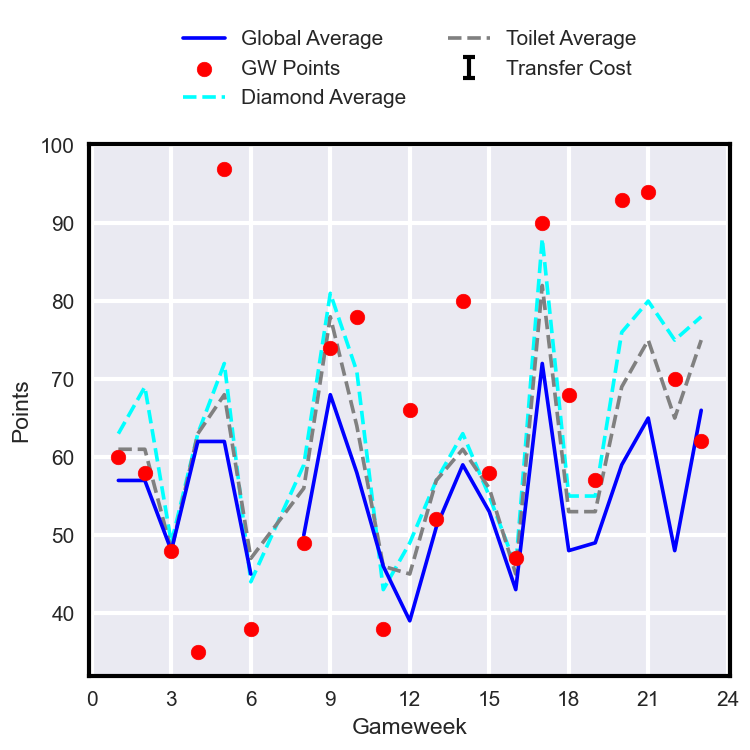 Global Average
GW Points
Diamond Average
Toilet Average
Transfer Cost
100
90
80
70
60
50
40
Points
0 3 6 9 12 15 18 21 24
Gameweek